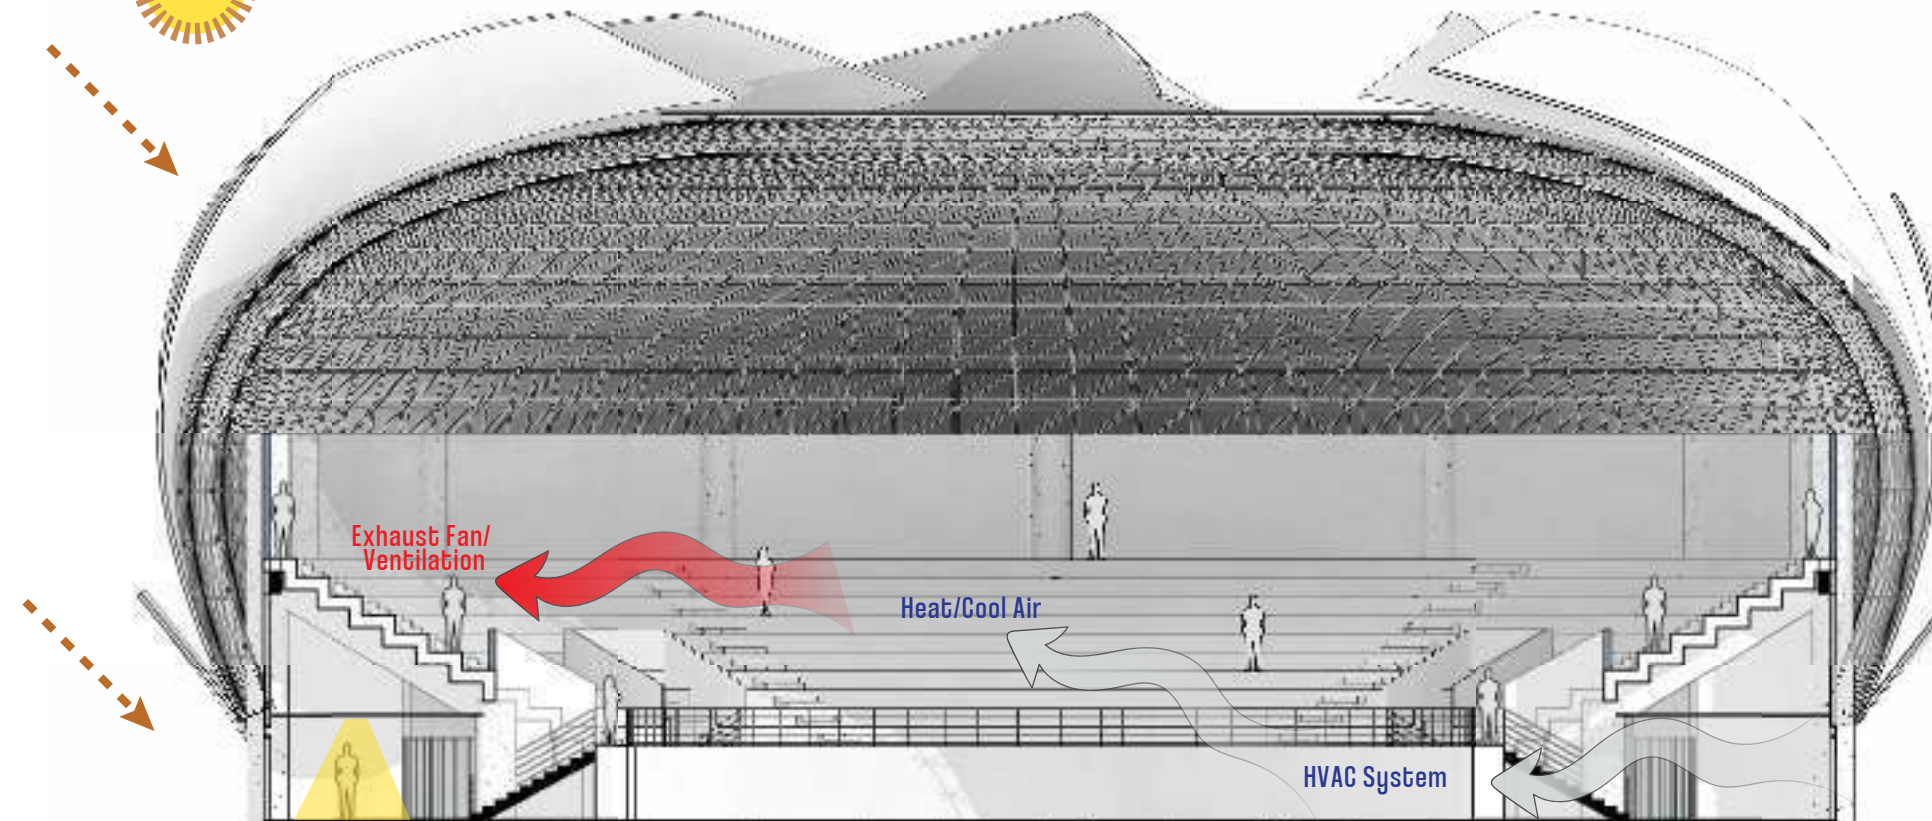 Exhaust Fan/
Ventilation
Heat/Cool Air
HVAC System